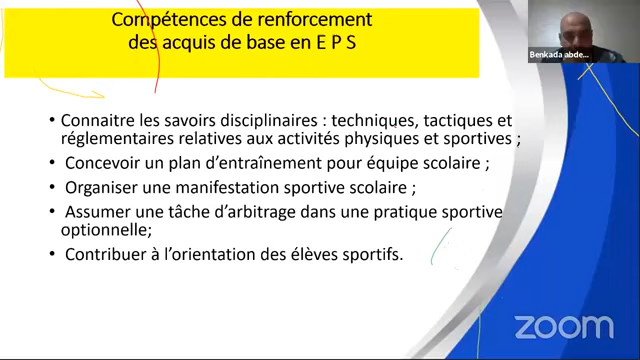 Compétences de renforcement
des acquis de base en E P S
Benkada abde...
• Connaitre les savoirs disciplinaires : techniques, tactiques et
réglementaires relatives aux activités physiques et sportives ;
• Concevoir un plan d'entraînement pour équipe scolaire ;
• Organiser une manifestation sportive scolaire ;
• Assumer une tâche d'arbitrage dans une pratique sportive
optionnelle;
• Contribuer à l'orientation des élèves sportifs.
zoom